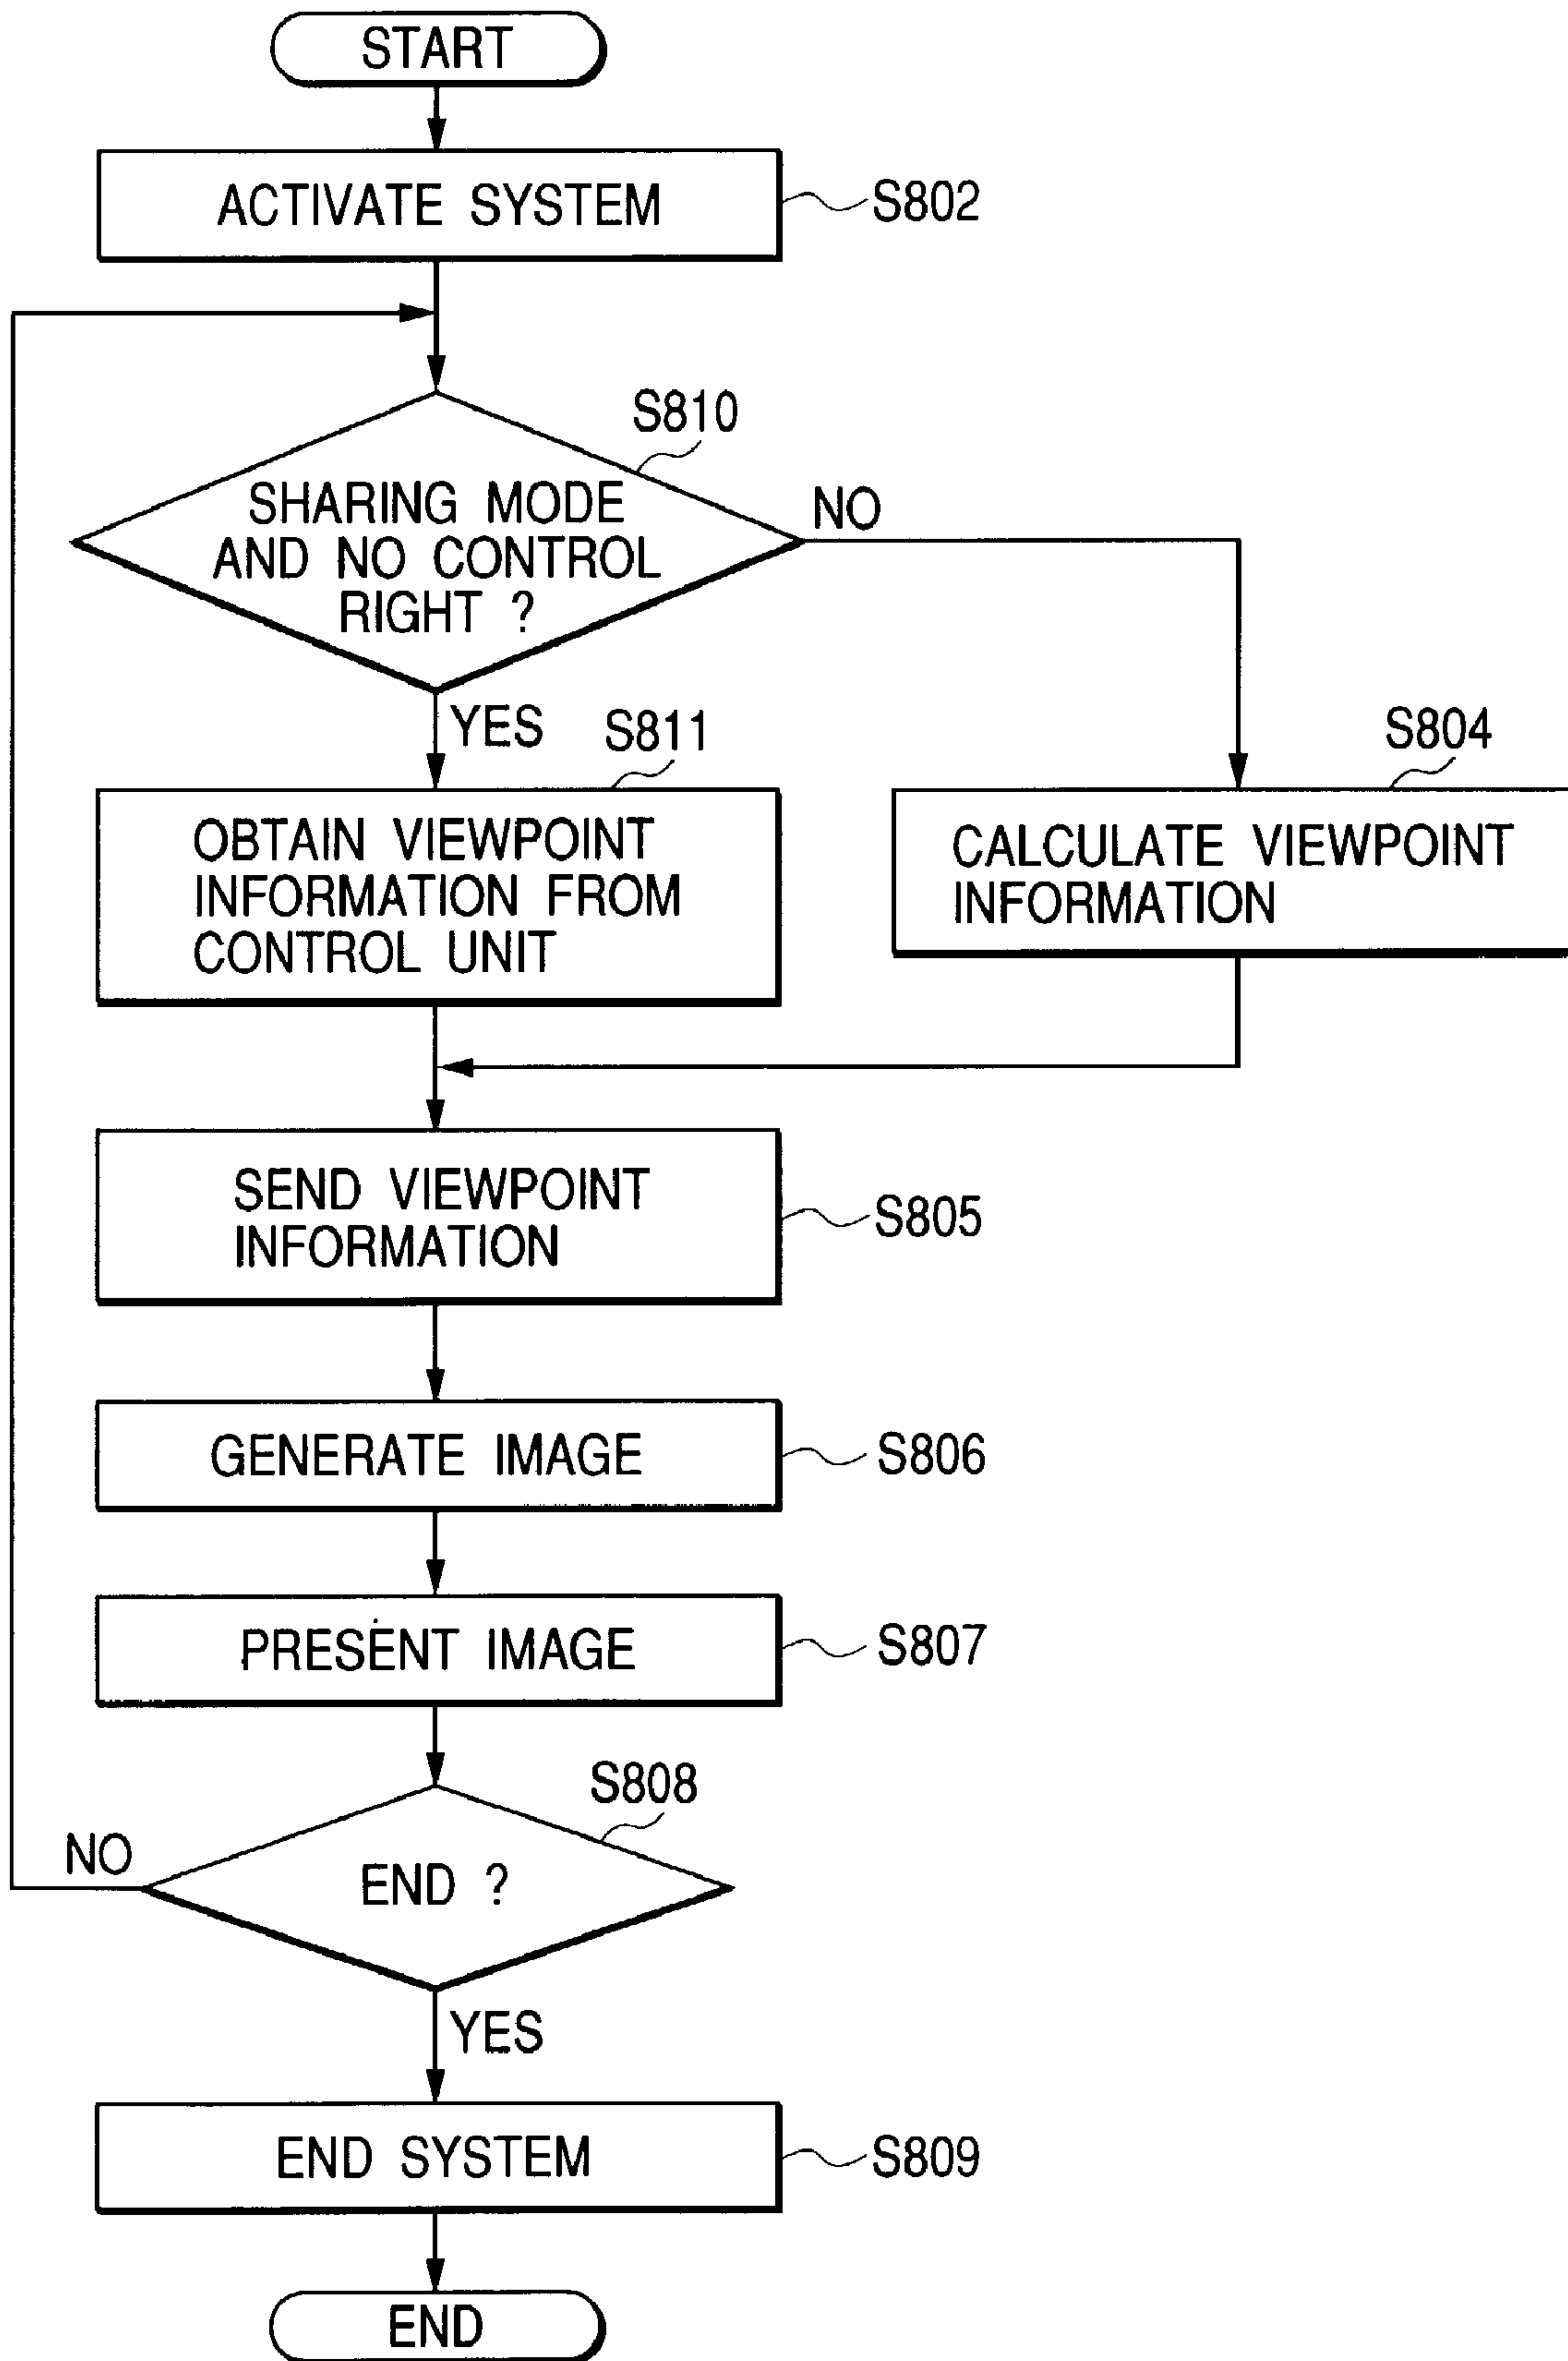 START
ACTIVATE SYSTEM
S802
S810
SHARING MODE
AND NO CONTROL
RIGHT ?
NO
YES
S811
OBTAIN VIEWPOINT
INFORMATION FROM
CONTROL UNIT
S804
CALCULATE VIEWPOINT
INFORMATION
SEND VIEWPOINT
INFORMATION
S805
GENERATE IMAGE
S806
PRESENT IMAGE
S807
S808
END ?
NO
YES
END SYSTEM
S809
END